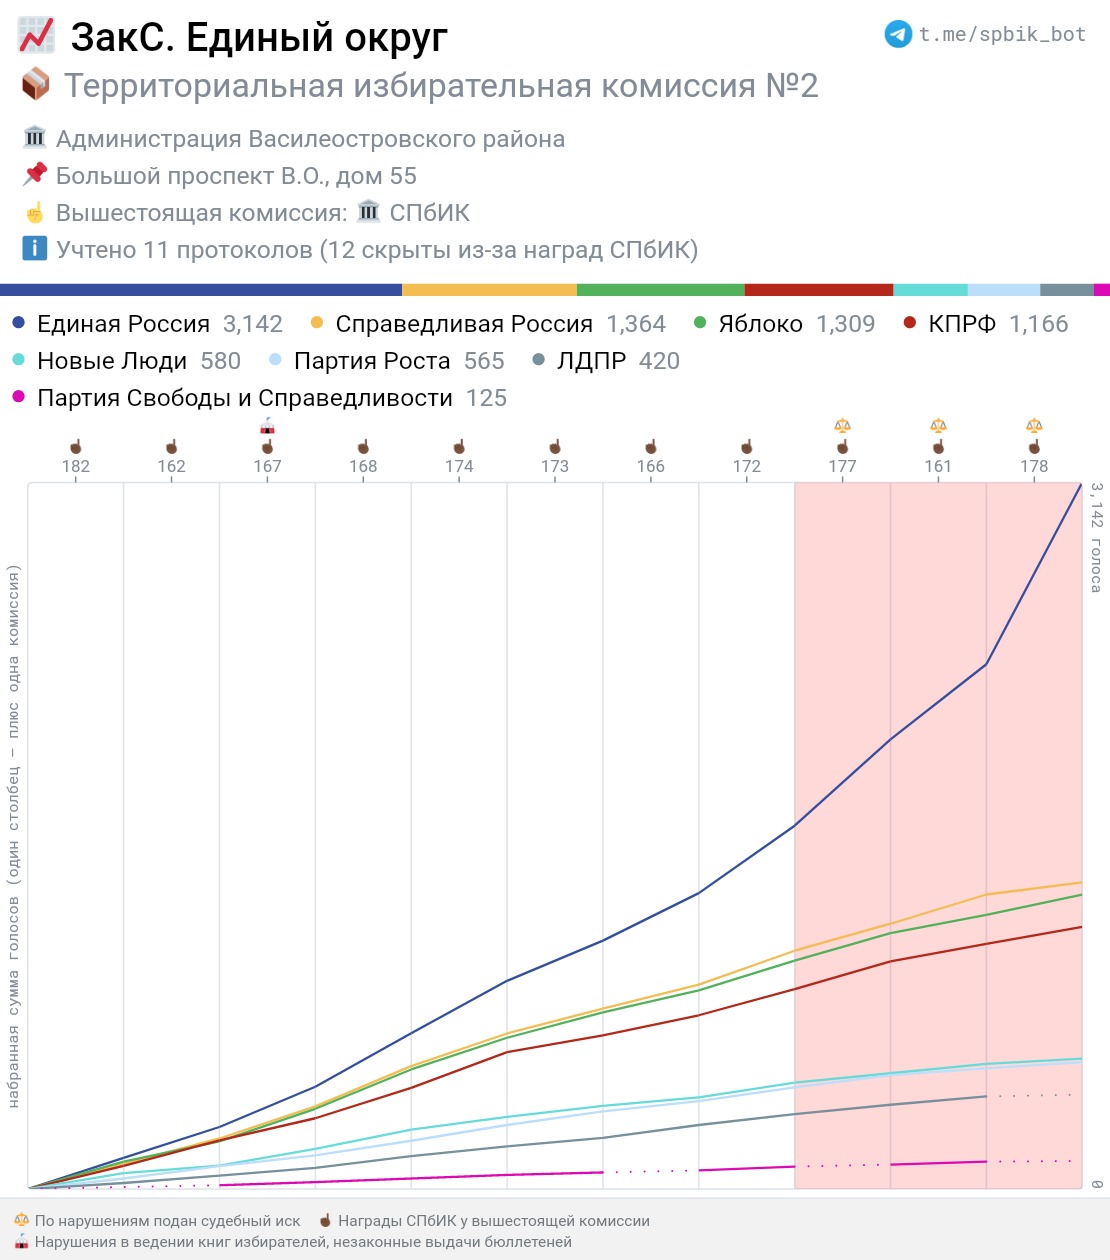 ЗакС. Единый округ
t.me/spbik_bot
Территориальная избирательная комиссия №2
Администрация Василеостровского района
Большой проспект В.О., дом 55
Вышестоящая комиссия: СПбИК
Учтено 11 протоколов (12 скрыты из-за наград СПбИК)
Единая Россия 3,142 Справедливая Россия 1,364 Яблоко 1,309 КПРФ 1,166
Новые Люди 580 Партия Роста 565 ЛДПР 420
Партия Свободы и Справедливости 125
182 162 167 168 174 173 166 172 177 161 178
3,142 голоса
набранная сумма голосов (один столбец – плюс одна комиссия)
0
По нарушениям подан судебный иск Награды СПбИК у вышестоящей комиссии
Нарушения в ведении книг избирателей, незаконные выдачи бюллетеней